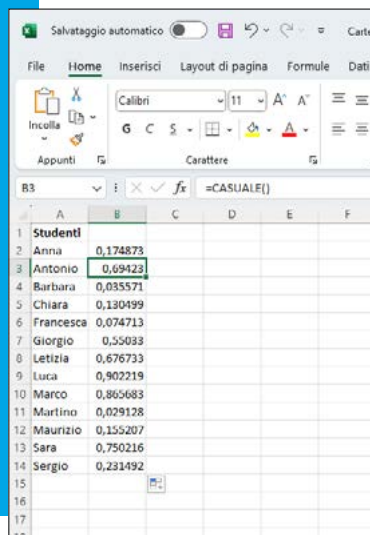 Salvataggio automatico Carte
File Home Inserisci Layout di pagina Formule Dati
Incolla Calibri 11 A A
G C S A
Appunti Carattere
B3 fx =CASUALE()
A B C D E F
1 Studenti
2 Anna 0,174873
3 Antonio 0,69423
4 Barbara 0,035571
5 Chiara 0,130499
6 Francesca 0,074713
7 Giorgio 0,55033
8 Letizia 0,676733
9 Luca 0,902219
10 Marco 0,865683
11 Martino 0,029128
12 Maurizio 0,155207
13 Sara 0,750216
14 Sergio 0,231492
15
16
17